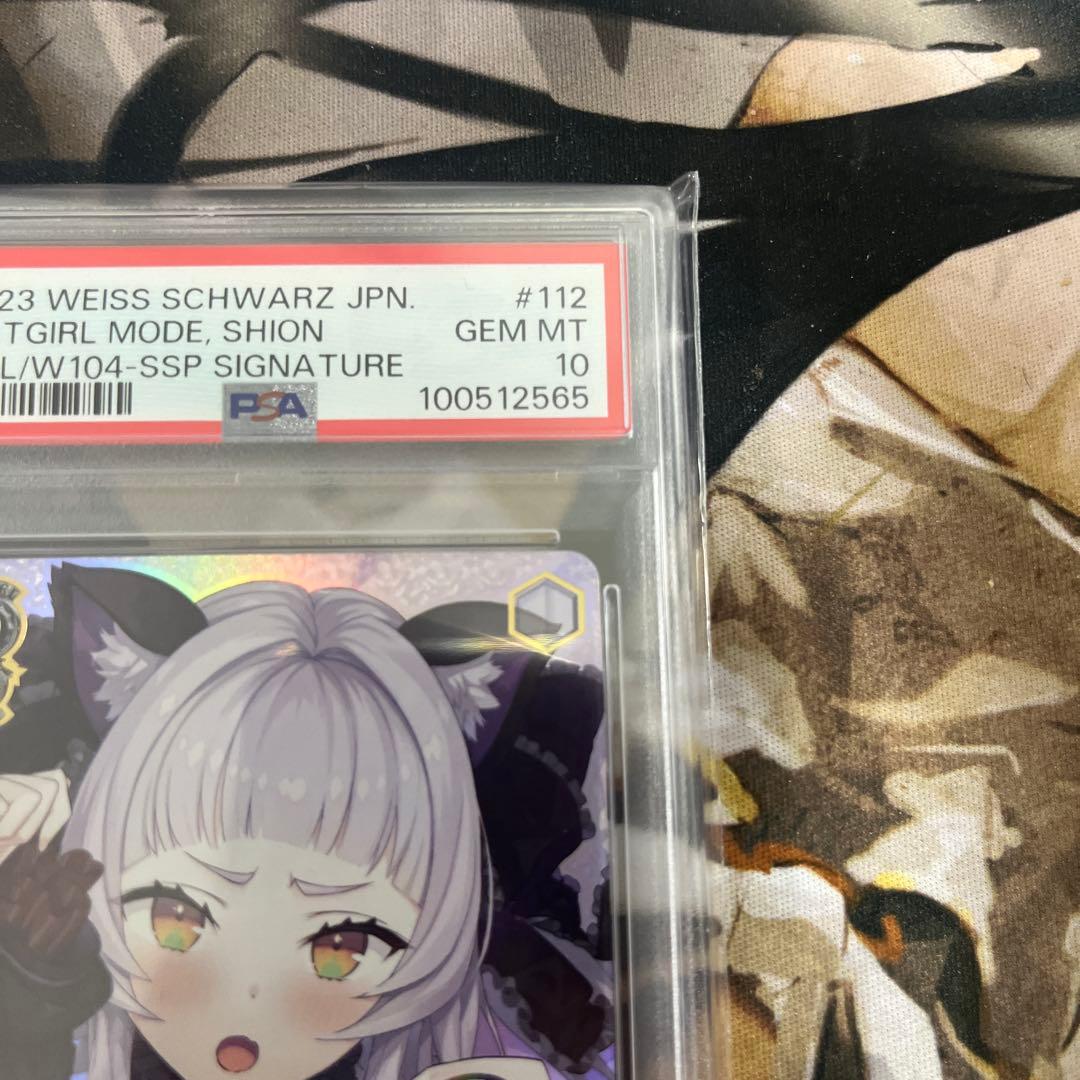 23 WEISS SCHWARZ JPN. #112
TGIRL MODE, SHION GEM MT
L/W104-SSP SIGNATURE 10
PSA 100512565